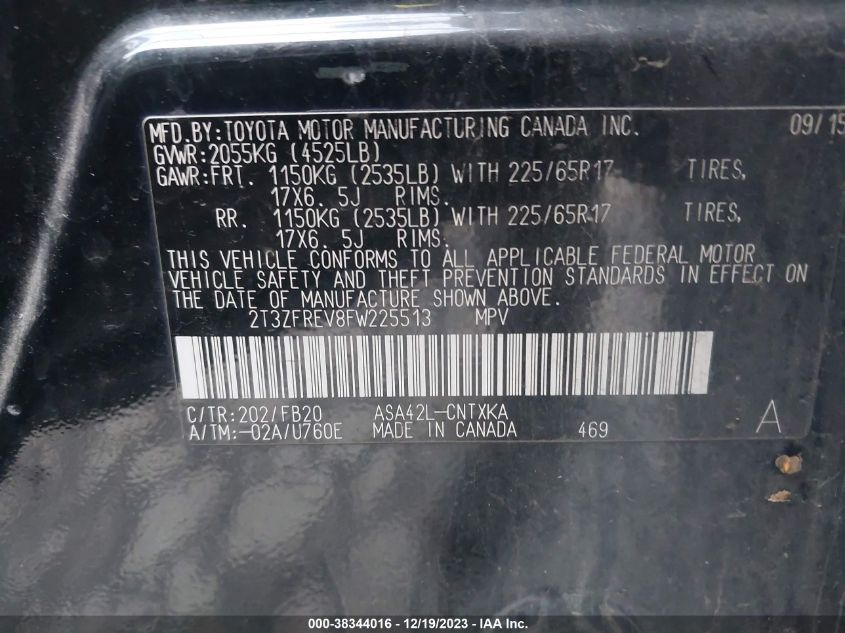 MFD.BY:TOYOTA MOTOR MANUFACTURING CANADA INC. 09/15
GVWR:2055KG (4525LB)
GAWR:FRT. 1150KG (2535LB) WITH 225/65R17 TIRES,
17X6.5J RIMS.
RR. 1150KG (2535LB) WITH 225/65R17 TIRES,
17X6.5J RIMS.
THIS VEHICLE CONFORMS TO ALL APPLICABLE FEDERAL MOTOR
VEHICLE SAFETY AND THEFT PREVENTION STANDARDS IN EFFECT ON
THE DATE OF MANUFACTURE SHOWN ABOVE.
2T3ZFREV8FW225513 MPV
C/TR:202/FB20 ASA42L-CNTXKA
A/TM:-02A/U760E MADE IN CANADA 469 A
000-38344016 - 12/19/2023 - IAA Inc.